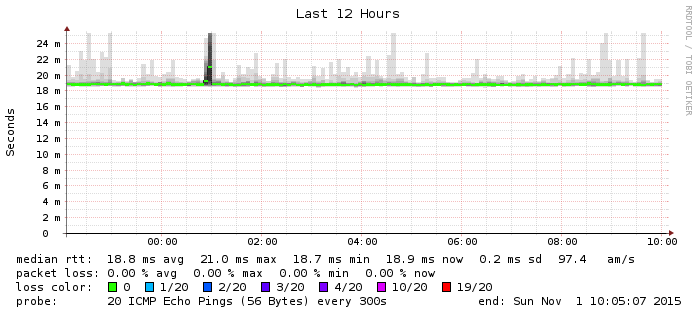 Last 12 Hours
RRDTOOL / TOBI OETIKER
Seconds
24 m
22 m
20 m
18 m
16 m
14 m
12 m
10 m
8 m
6 m
4 m
2 m
0
00:00 02:00 04:00 06:00 08:00 10:00
median rtt: 18.8 ms avg 21.0 ms max 18.7 ms min 18.9 ms now 0.2 ms sd 97.4 am/s
packet loss: 0.00 % avg 0.00 % max 0.00 % min 0.00 % now
loss color: 0 1/20 2/20 3/20 4/20 10/20 19/20
probe: 20 ICMP Echo Pings (56 Bytes) every 300s end: Sun Nov 1 10:05:07 2015